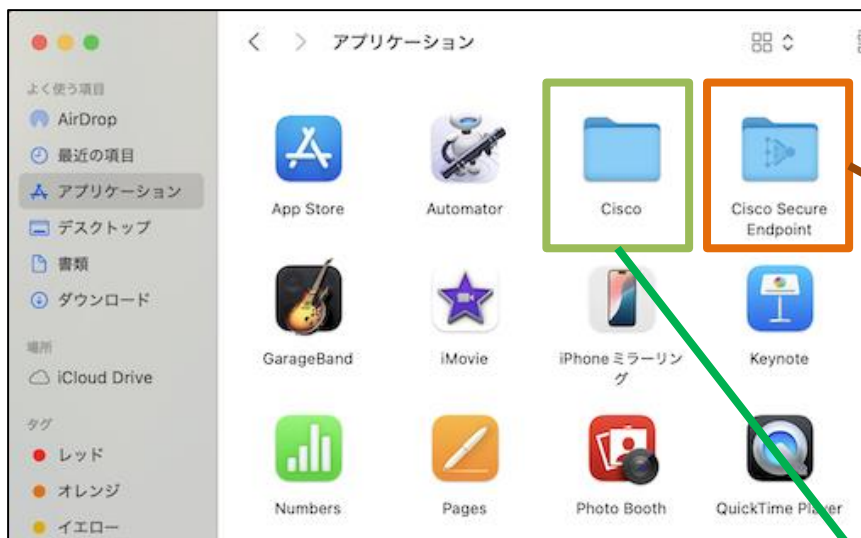 アプリケーション
よく使う項目
AirDrop
最近の項目
アプリケーション
デスクトップ
書類
ダウンロード
場所
iCloud Drive
タグ
レッド
オレンジ
イエロー
App Store
Automator
Cisco
Cisco Secure
Endpoint
GarageBand
iMovie
iPhoneミラーリン
グ
Keynote
Numbers
Pages
Photo Booth
QuickTime Player